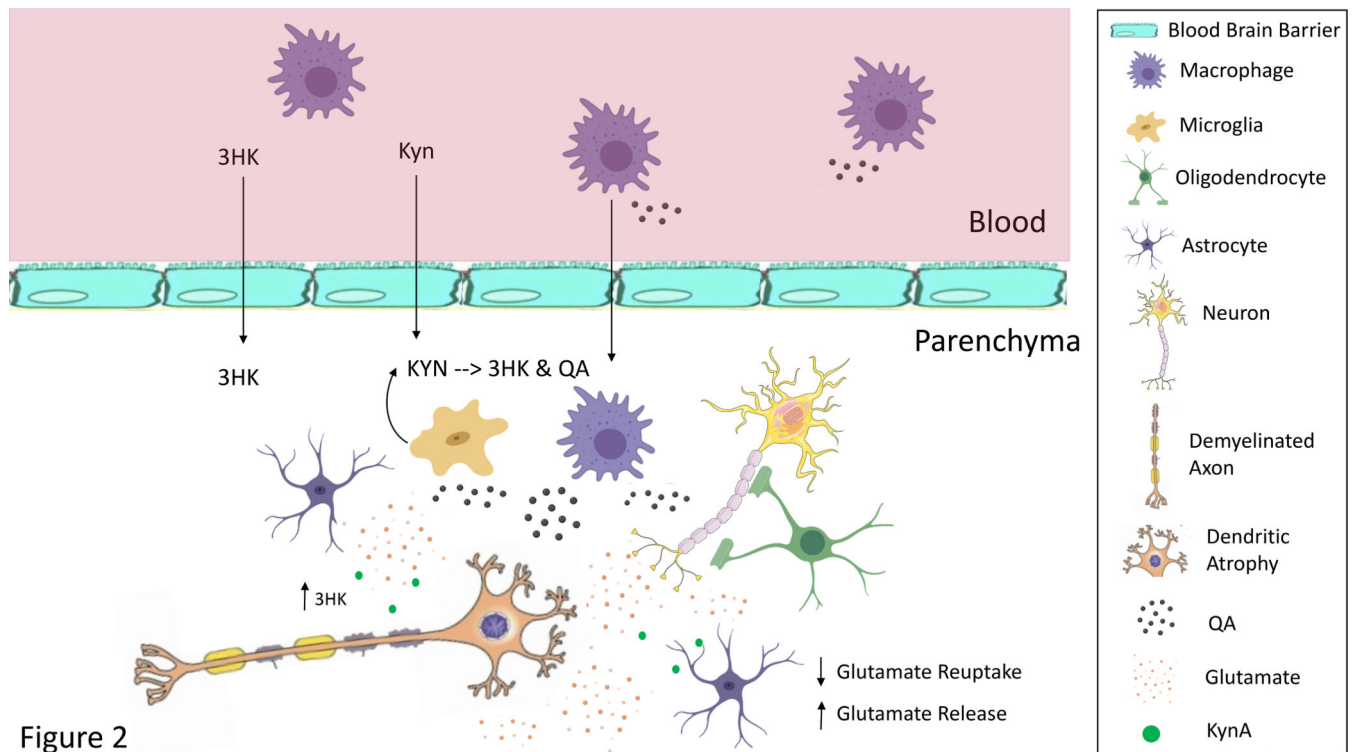 3HK
Kyn
Blood
Parenchyma
3HK
KYN --> 3HK & QA
↑ 3HK
↓ Glutamate Reuptake
↑ Glutamate Release
Figure 2
Blood Brain Barrier
Macrophage
Microglia
Oligodendrocyte
Astrocyte
Neuron
Demyelinated
Axon
Dendritic
Atrophy
QA
Glutamate
KynA